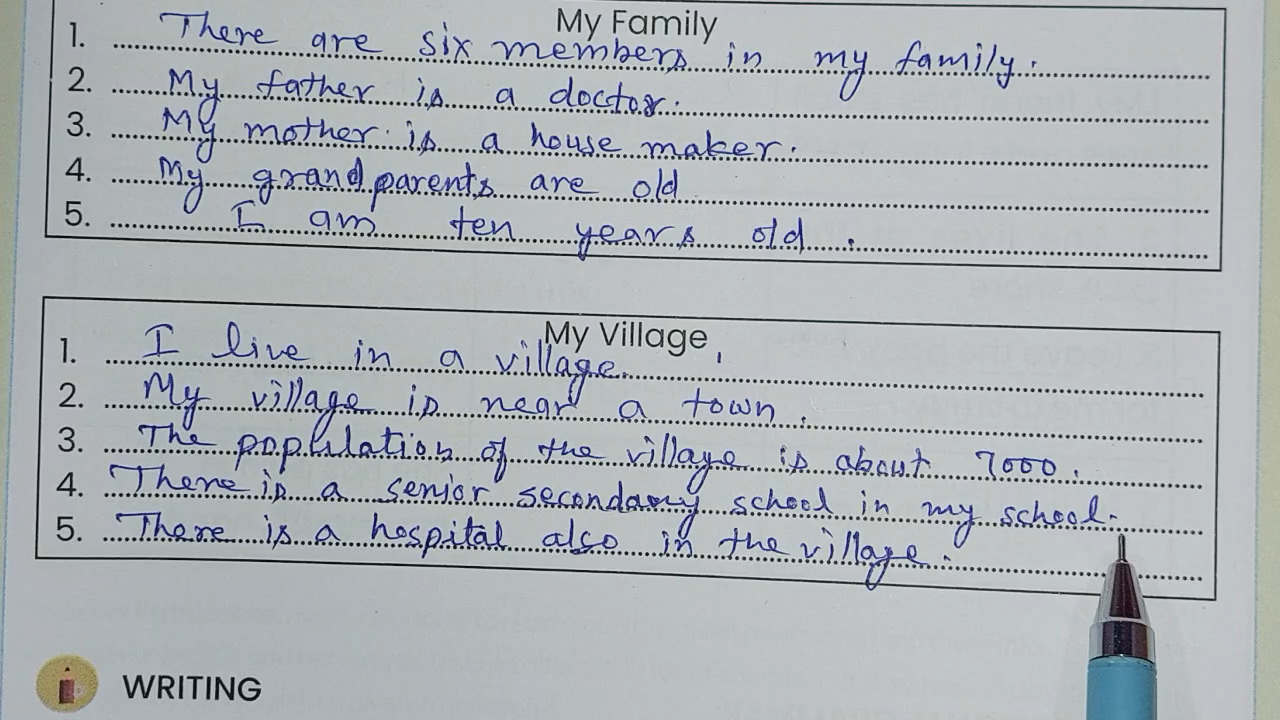 My Family
1. There are six members in my family.
2. My father is a doctor.
3. My mother is a house maker.
4. My grandparents are old
5. I am ten years old.
My Village
1. I live in a village.
2. My village is near a town.
3. The population of the village is about 7000.
4. There is a senior secondary school in my school.
5. There is a hospital also in the village.
WRITING